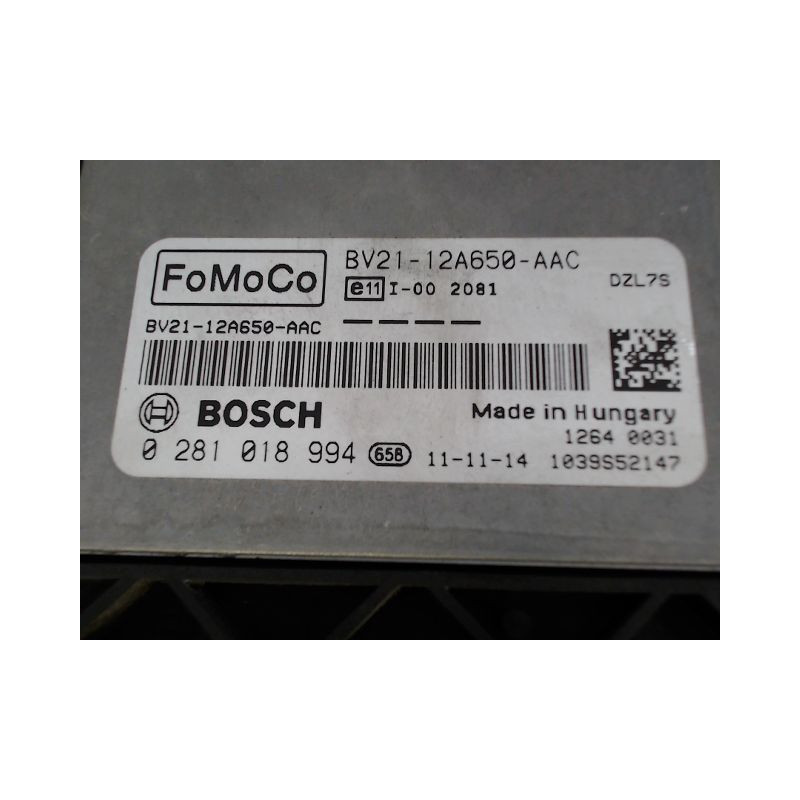 FoMoCo
BV21-12A650-AAC
DZL7S
e11 I-00 2081
BV21-12A650-AAC
BOSCH
Made in Hungary
1264 0031
0 281 018 994 658 11-11-14 1039S52147